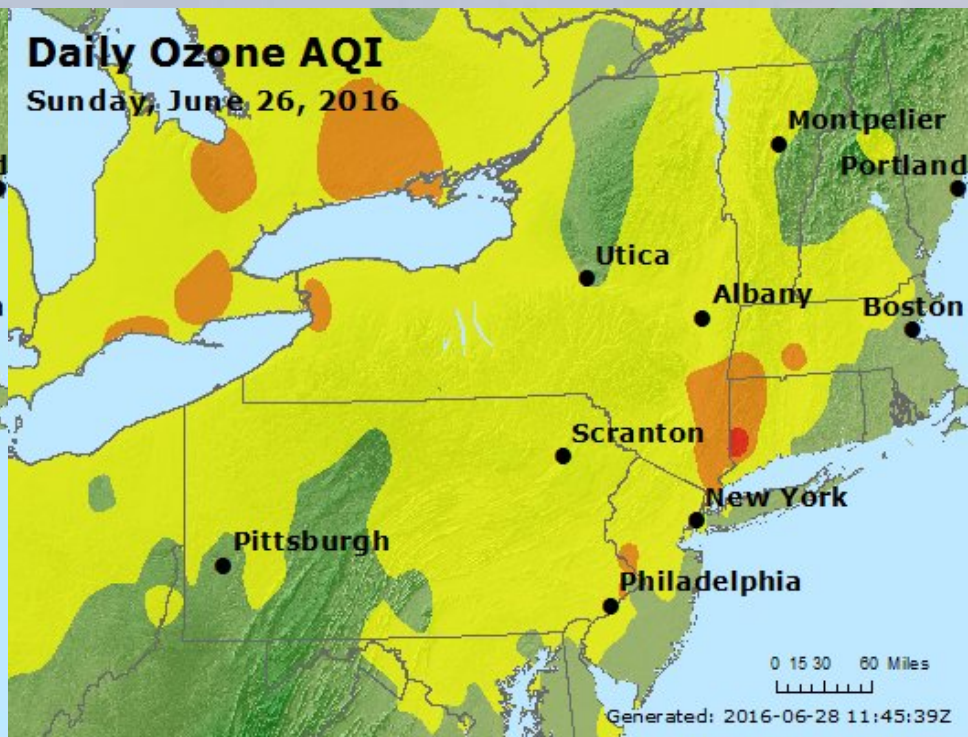 Daily Ozone AQI
Sunday, June 26, 2016
Montpelier
Portland
Utica
Albany
Boston
Scranton
New York
Pittsburgh
Philadelphia
0 15 30 60 Miles
Generated: 2016-06-28 11:45:39Z